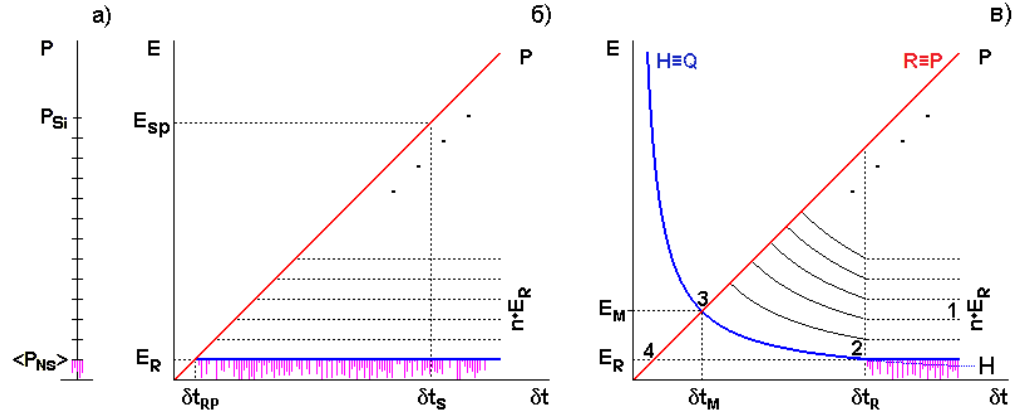 а)
б)
в)
P
E
P
E
H≡Q
R≡P
P
P_Si
E_sp
n·E_R
E_M
3
1
n·E_R
<P_NS>
E_R
E_R
4
2
H
δt_RP
δt_S
δt
δt_M
δt_R
δt